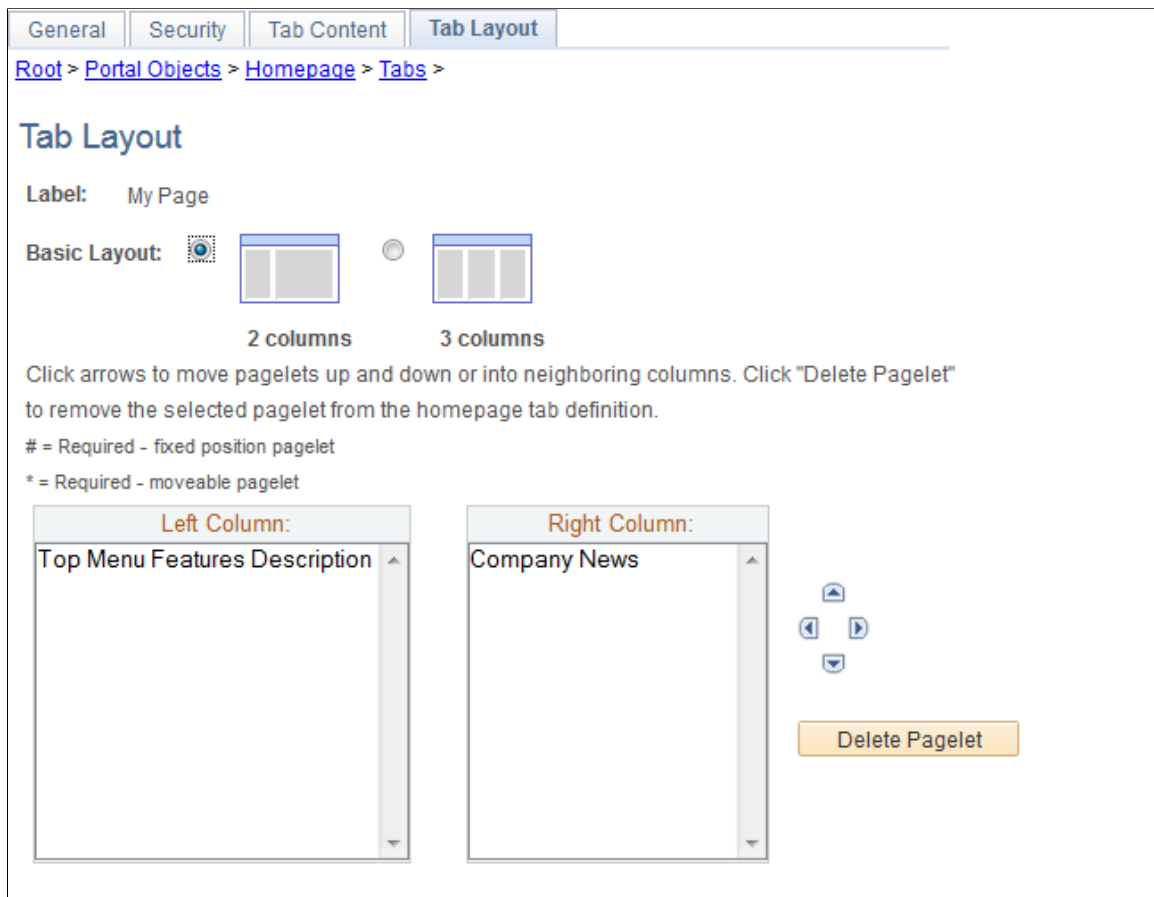 General Security Tab Content Tab Layout
Root > Portal Objects > Homepage > Tabs >
Tab Layout
Label: My Page
Basic Layout:
2 columns 3 columns
Click arrows to move pagelets up and down or into neighboring columns. Click "Delete Pagelet"
to remove the selected pagelet from the homepage tab definition.
# = Required - fixed position pagelet
* = Required - moveable pagelet
Left Column: Right Column:
Top Menu Features Description Company News
Delete Pagelet